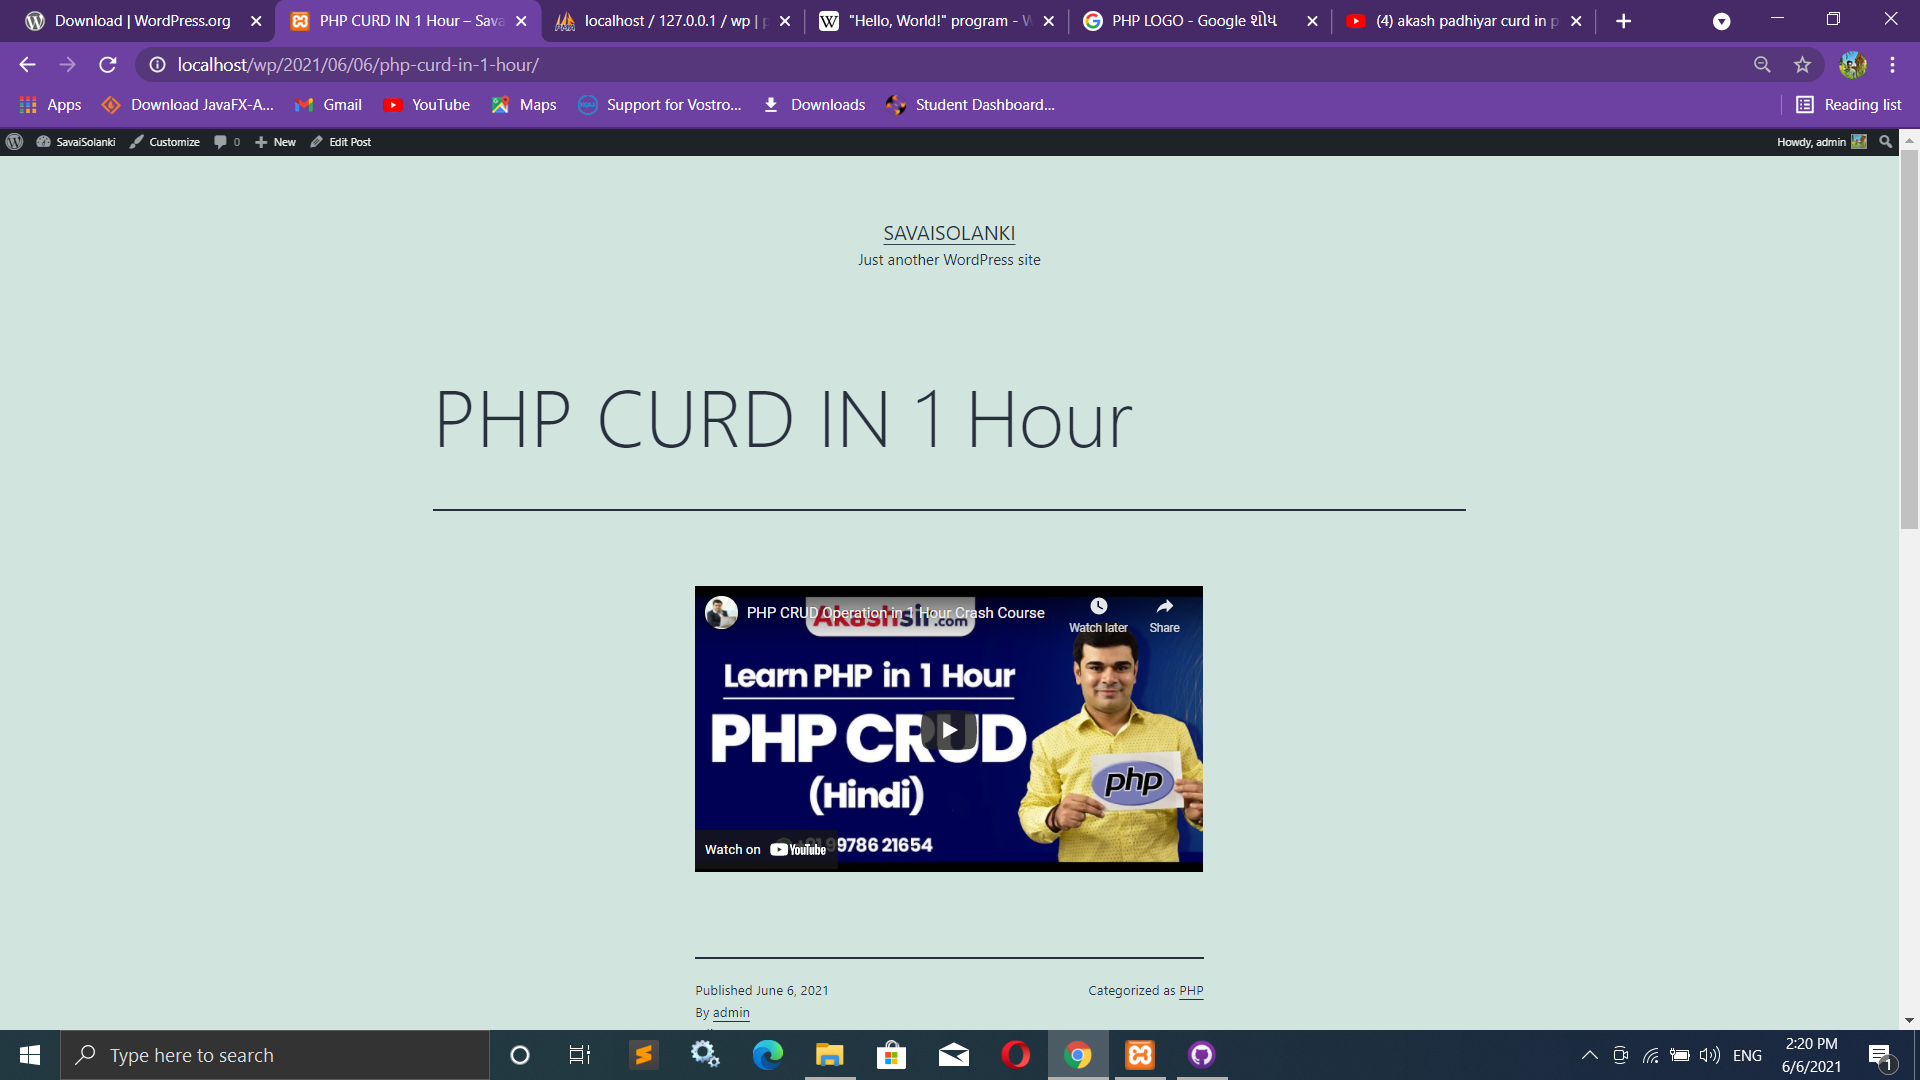 Download | WordPress.org
PHP CURD IN 1 Hour – Sava
localhost / 127.0.0.1 / wp | p
"Hello, World!" program - W
PHP LOGO - Google શોધ
(4) akash padhiyar curd in p
localhost/wp/2021/06/06/php-curd-in-1-hour/
Apps
Download JavaFX-A...
Gmail
YouTube
Maps
Support for Vostro...
Downloads
Student Dashboard...
Reading list
SavaiSolanki
Customize
0
New
Edit Post
Howdy, admin
SAVAISOLANKI
Just another WordPress site
PHP CURD IN 1 Hour
PHP CRUD Operation in 1 Hour Crash Course
Watch later
Share
AkashSir.com
Learn PHP in 1 Hour
PHP CRUD
(Hindi)
php
99786 21654
Watch on YouTube
Published June 6, 2021
By admin
Categorized as PHP
Type here to search
ENG
2:20 PM
6/6/2021
1